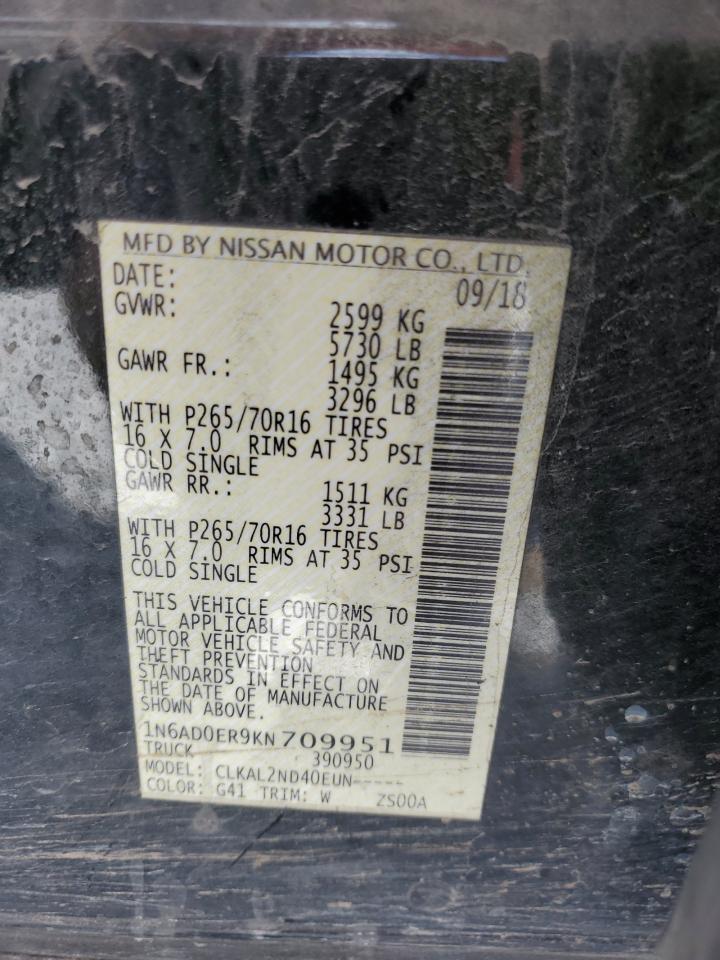 MFD BY NISSAN MOTOR CO., LTD.
DATE: 09/18
GVWR: 2599 KG
5730 LB
GAWR FR.: 1495 KG
3296 LB
WITH P265/70R16 TIRES
16 X 7.0 RIMS AT 35 PSI
COLD SINGLE
GAWR RR.: 1511 KG
3331 LB
WITH P265/70R16 TIRES
16 X 7.0 RIMS AT 35 PSI
COLD SINGLE
THIS VEHICLE CONFORMS TO
ALL APPLICABLE FEDERAL
MOTOR VEHICLE SAFETY AND
THEFT PREVENTION
STANDARDS IN EFFECT ON
THE DATE OF MANUFACTURE
SHOWN ABOVE.
1N6AD0ER9KN709951
TRUCK 390950
MODEL: CLKAL2ND40EUN-----
COLOR: G41 TRIM: W ZS00A